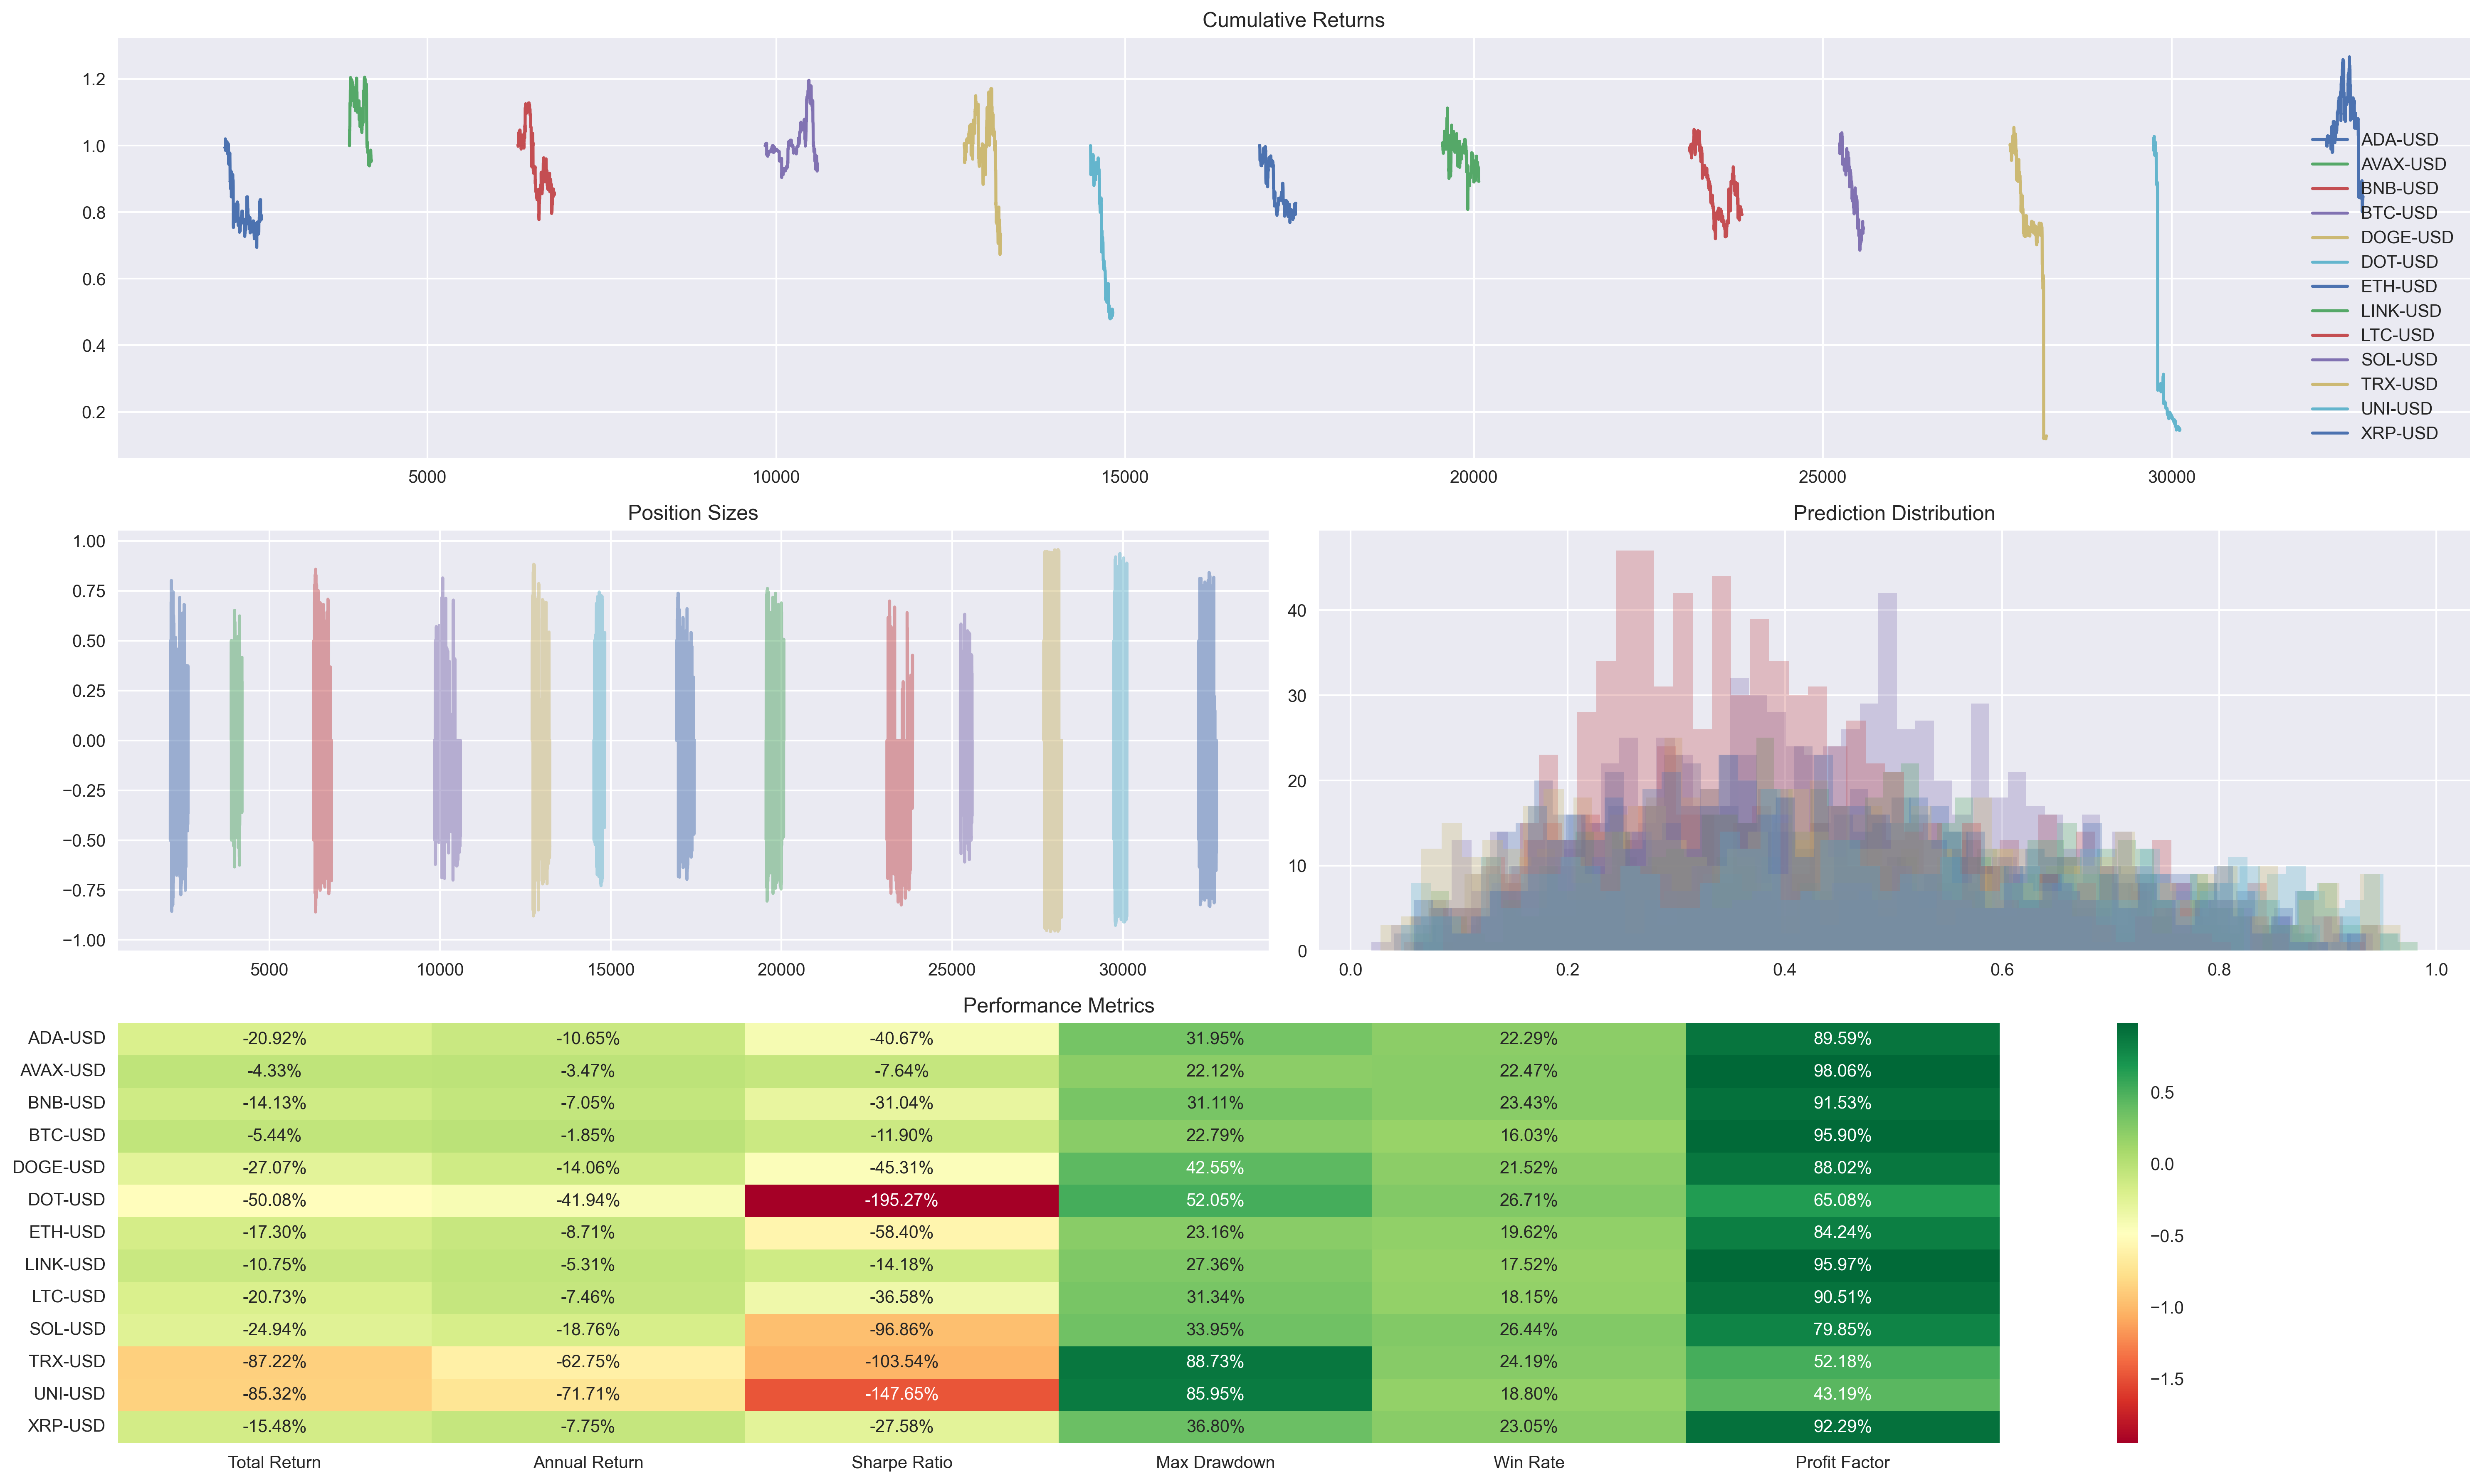 Cumulative Returns
1.2
1.0
0.8
0.6
0.4
0.2
5000 10000 15000 20000 25000 30000
ADA-USD
AVAX-USD
BNB-USD
BTC-USD
DOGE-USD
DOT-USD
ETH-USD
LINK-USD
LTC-USD
SOL-USD
TRX-USD
UNI-USD
XRP-USD
Position Sizes
1.00
0.75
0.50
0.25
0.00
−0.25
−0.50
−0.75
−1.00
5000 10000 15000 20000 25000 30000
Prediction Distribution
40
30
20
10
0
0.0 0.2 0.4 0.6 0.8 1.0
Performance Metrics
ADA-USD -20.92% -10.65% -40.67% 31.95% 22.29% 89.59%
AVAX-USD -4.33% -3.47% -7.64% 22.12% 22.47% 98.06%
BNB-USD -14.13% -7.05% -31.04% 31.11% 23.43% 91.53%
BTC-USD -5.44% -1.85% -11.90% 22.79% 16.03% 95.90%
DOGE-USD -27.07% -14.06% -45.31% 42.55% 21.52% 88.02%
DOT-USD -50.08% -41.94% -195.27% 52.05% 26.71% 65.08%
ETH-USD -17.30% -8.71% -58.40% 23.16% 19.62% 84.24%
LINK-USD -10.75% -5.31% -14.18% 27.36% 17.52% 95.97%
LTC-USD -20.73% -7.46% -36.58% 31.34% 18.15% 90.51%
SOL-USD -24.94% -18.76% -96.86% 33.95% 26.44% 79.85%
TRX-USD -87.22% -62.75% -103.54% 88.73% 24.19% 52.18%
UNI-USD -85.32% -71.71% -147.65% 85.95% 18.80% 43.19%
XRP-USD -15.48% -7.75% -27.58% 36.80% 23.05% 92.29%
Total Return Annual Return Sharpe Ratio Max Drawdown Win Rate Profit Factor
0.5
0.0
−0.5
−1.0
−1.5